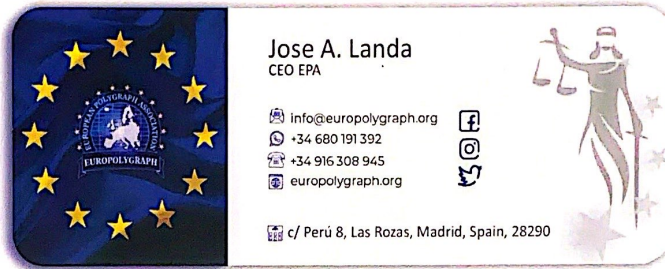 EUROPEAN POLYGRAPH ASSOCIATION
EUROPOLYGRAPH
Jose A. Landa
CEO EPA
info@europolygraph.org
+34 680 191 392
+34 916 308 945
europolygraph.org
c/ Perú 8, Las Rozas, Madrid, Spain, 28290